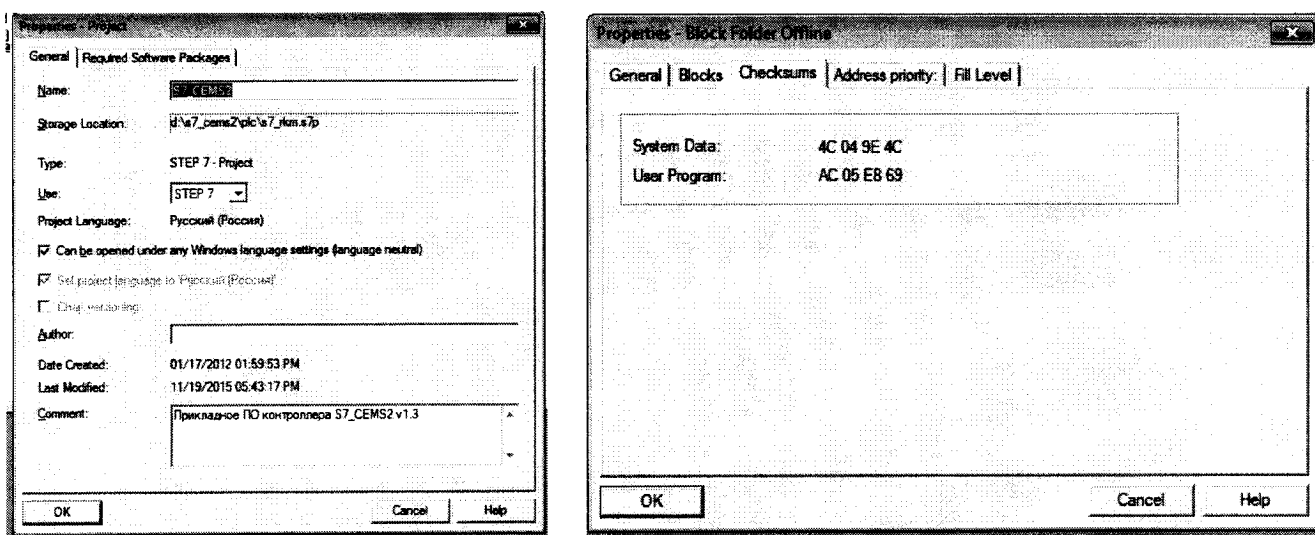 Properties - Project
General
Required Software Packages
Name:
S7_CEMS2
Storage Location:
d:\s7_cems2\plc\s7_rkm.s7p
Type:
STEP 7 - Project
Use:
STEP 7
Project Language:
Русский (Россия)
Can be opened under any Windows language settings (language neutral)
Set project language to 'Русский (Россия)'
Author:
Date Created:
01/17/2012 01:59:53 PM
Last Modified:
11/19/2015 05:43:17 PM
Comment:
Прикладное ПО контроллера S7_CEMS2 v1.3
OK
Cancel
Help
Properties - Block Folder Offline
General
Blocks
Checksums
Address priority:
Fill Level
System Data:
4C 04 9E 4C
User Program:
AC 05 E8 69
OK
Cancel
Help